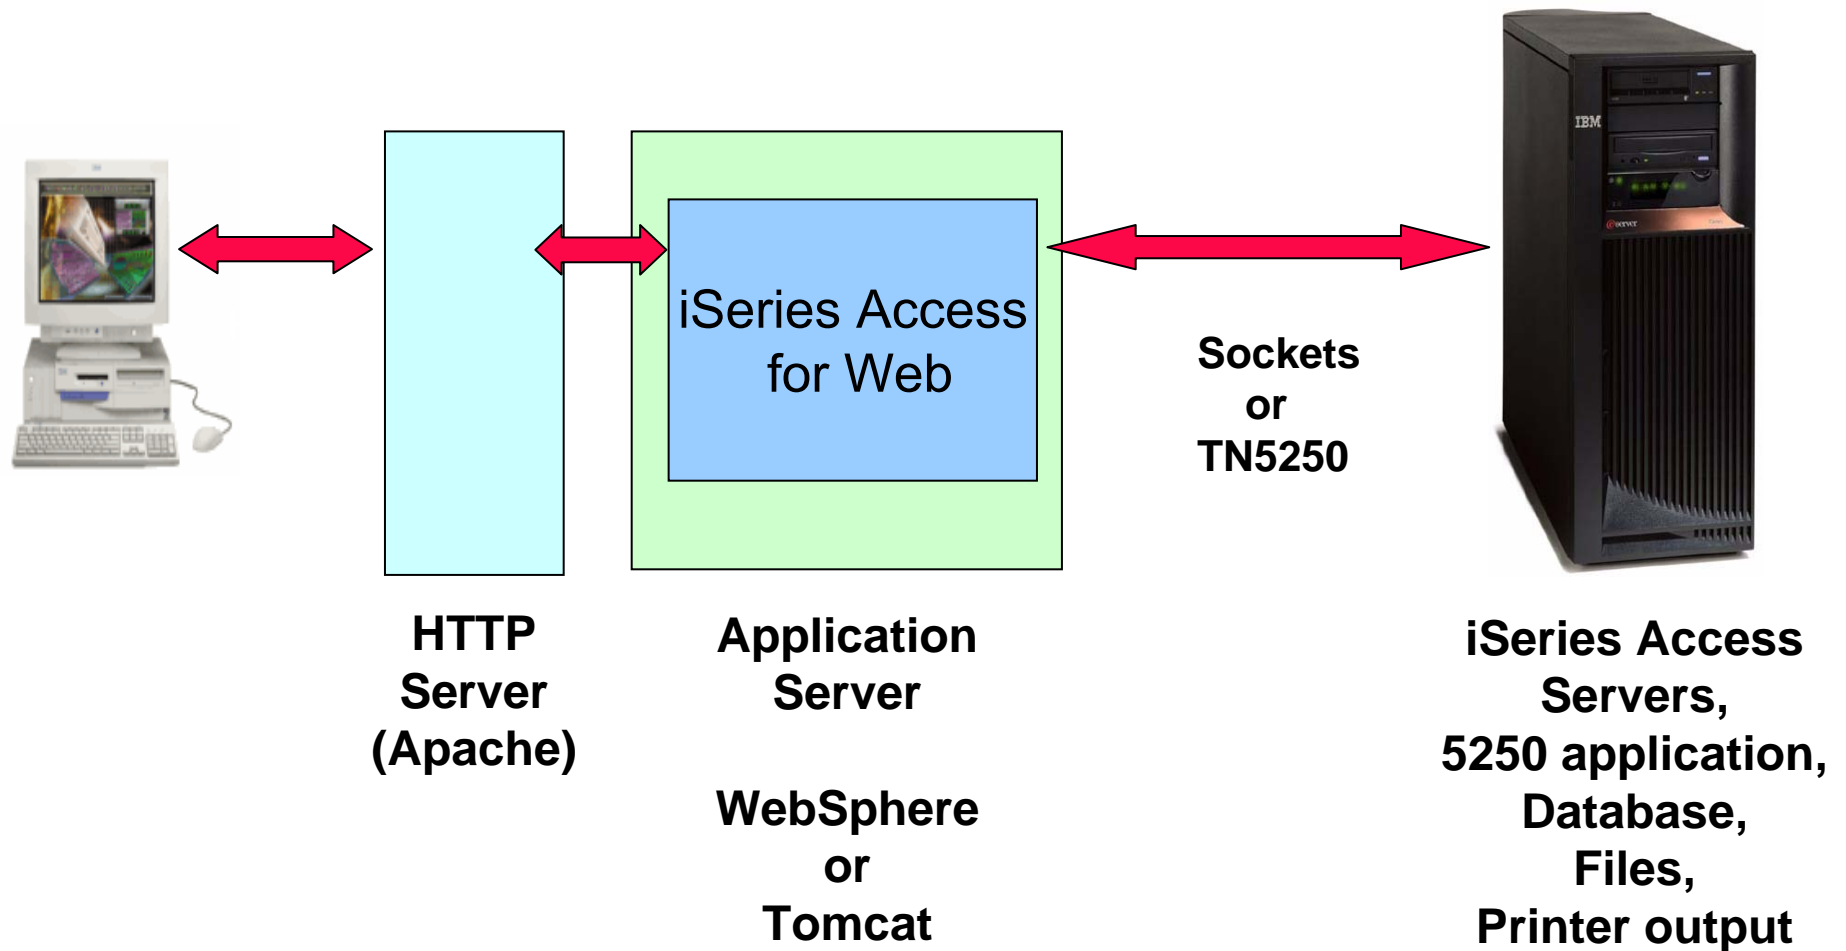 IBM
eserver
iSeries Access
for Web
Sockets
or
TN5250
HTTP
Server
(Apache)
Application
Server
WebSphere
or
Tomcat
iSeries Access
Servers,
5250 application,
Database,
Files,
Printer output